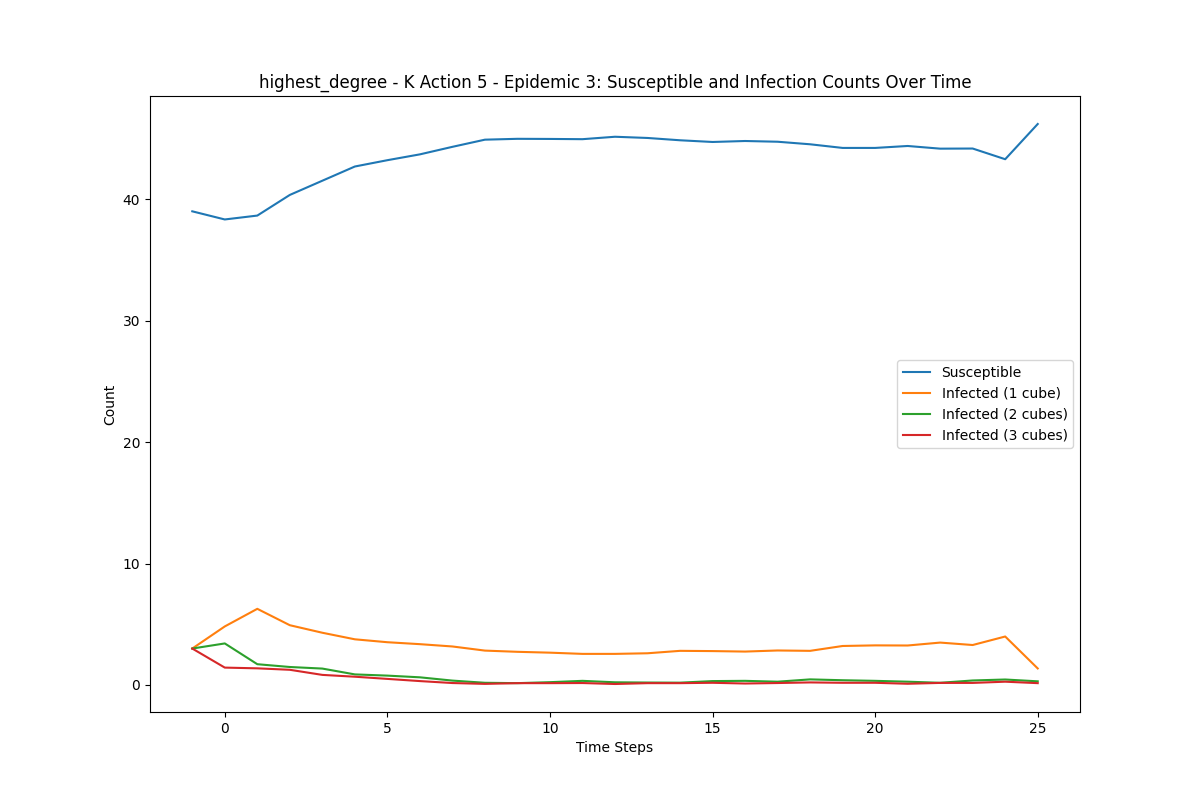 highest_degree - K Action 5 - Epidemic 3: Susceptible and Infection Counts Over Time
40
30
20
10
0
Count
Susceptible
Infected (1 cube)
Infected (2 cubes)
Infected (3 cubes)
0 5 10 15 20 25
Time Steps